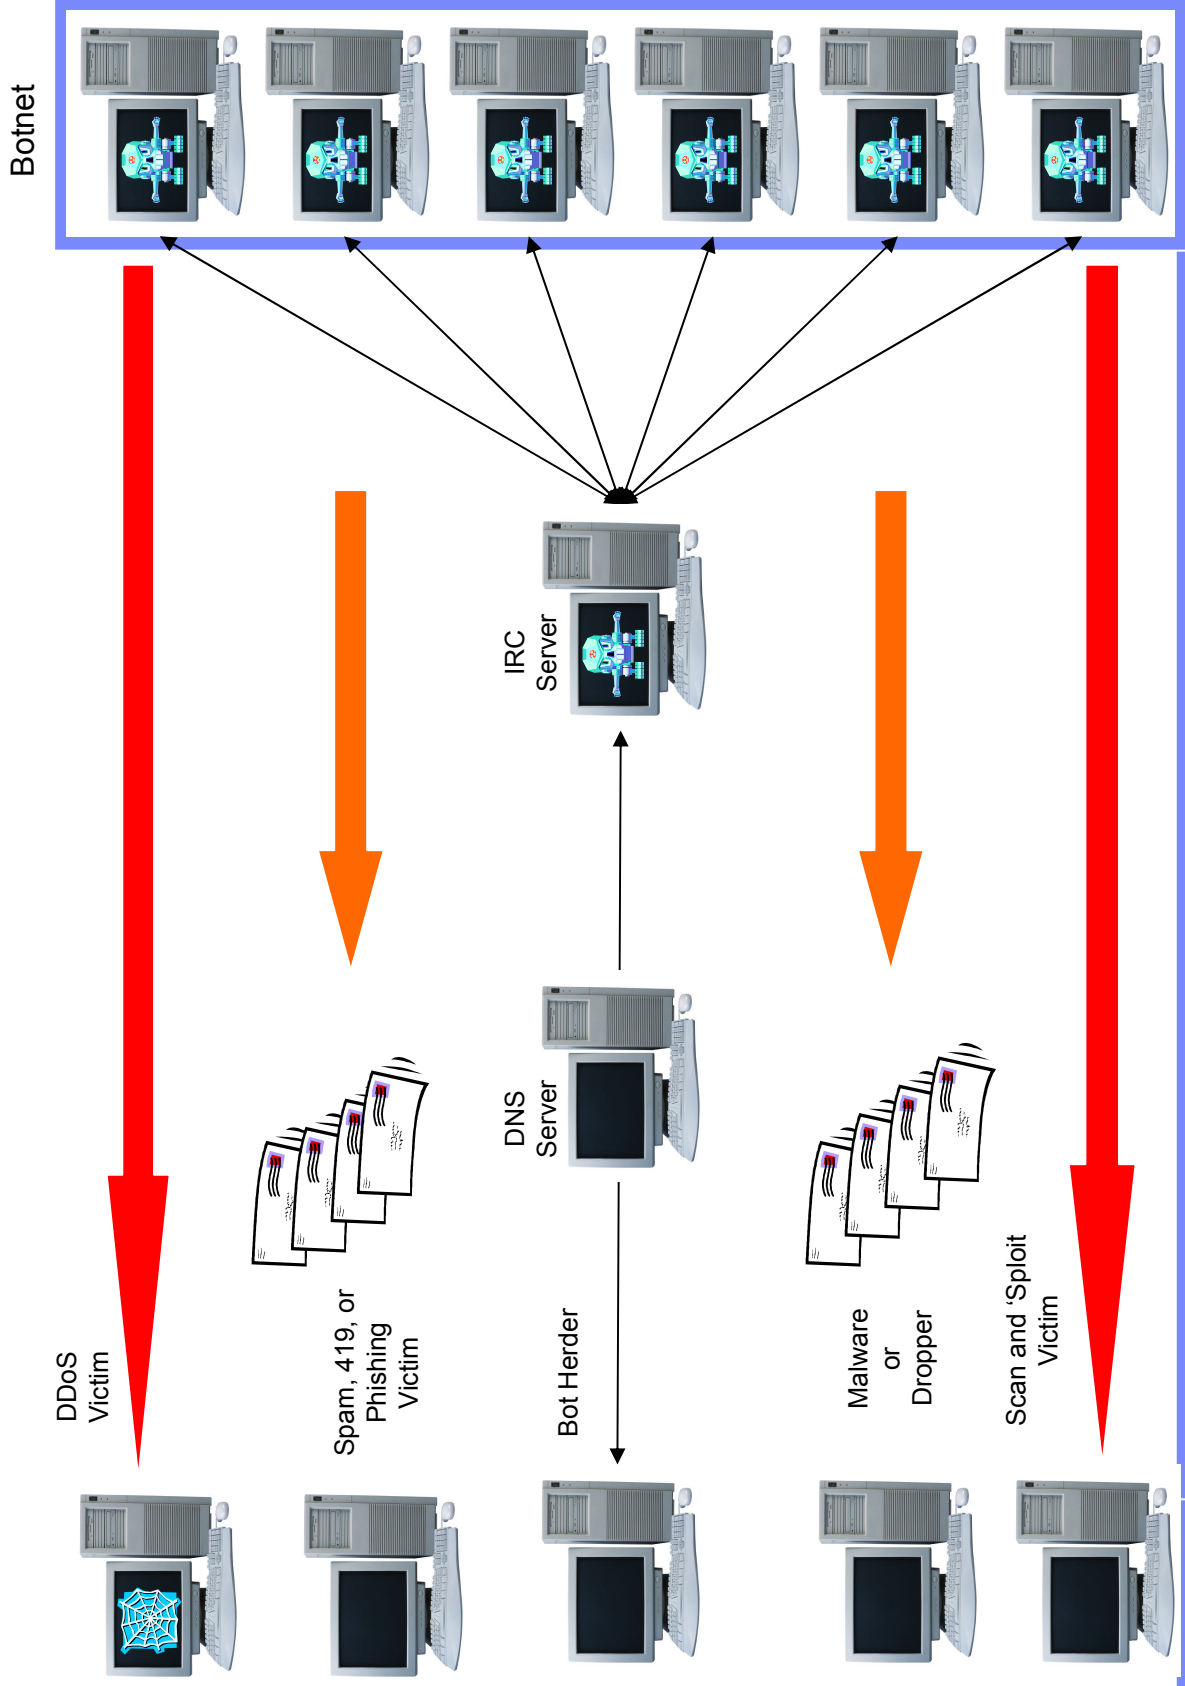 Botnet
IRC
Server
DNS
Server
DDoS
Victim
Spam, 419, or
Phishing
Victim
Bot Herder
Malware
or
Dropper
Scan and ‘Sploit
Victim